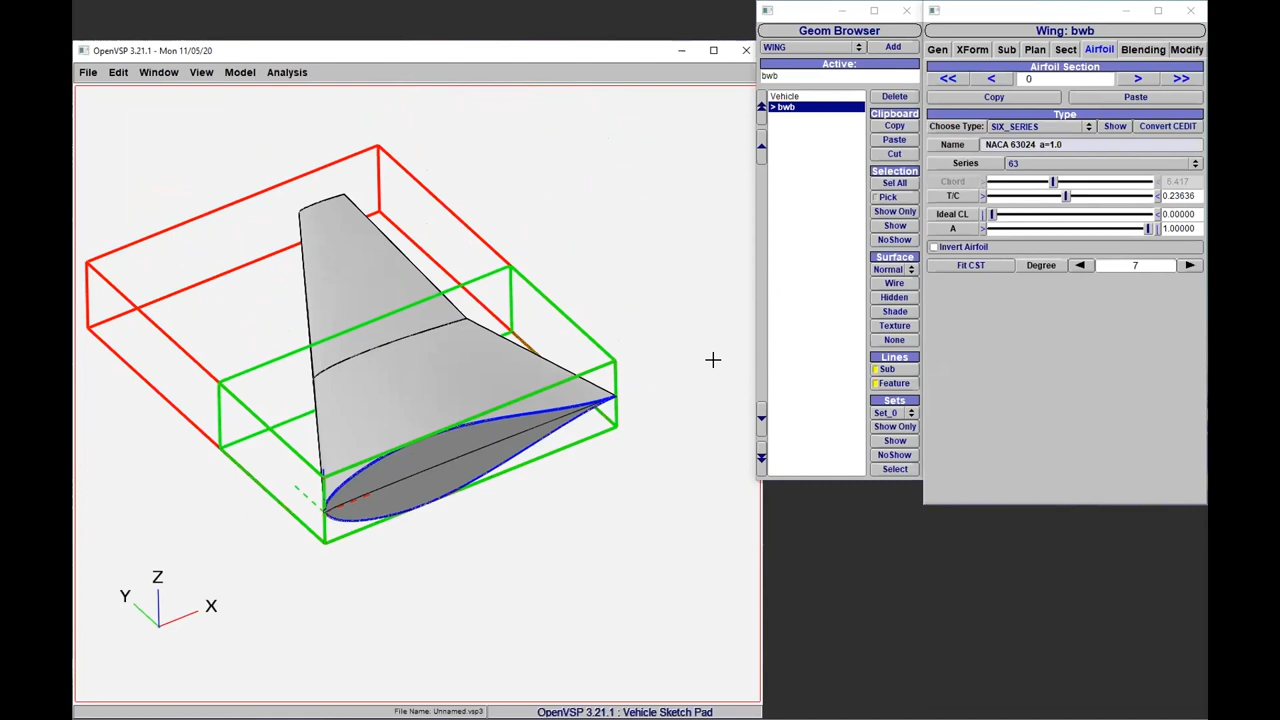 OpenVSP 3.21.1 - Mon 11/05/20
File Edit Window View Model Analysis
Z
Y
X
File Name: Unnamed.vsp3
OpenVSP 3.21.1 : Vehicle Sketch Pad
Geom Browser
WING Add
Active:
bwb
Vehicle
> bwb
Delete
Clipboard
Copy
Paste
Cut
Selection
Sel All
Pick
Show Only
Show
NoShow
Surface
Normal
Wire
Hidden
Shade
Texture
None
Lines
Sub
Feature
Sets
Set_0
Show Only
Show
NoShow
Select
Wing: bwb
Gen XForm Sub Plan Sect Airfoil Blending Modify
Airfoil Section
<< < 0 > >>
Copy Paste
Type
Choose Type: SIX_SERIES Show Convert CEDIT
Name NACA 63024 a=1.0
Series 63
Chord 6.417
T/C > < 0.23636
Ideal CL | < 0.00000
A > | 1.00000
Invert Airfoil
Fit CST Degree 7